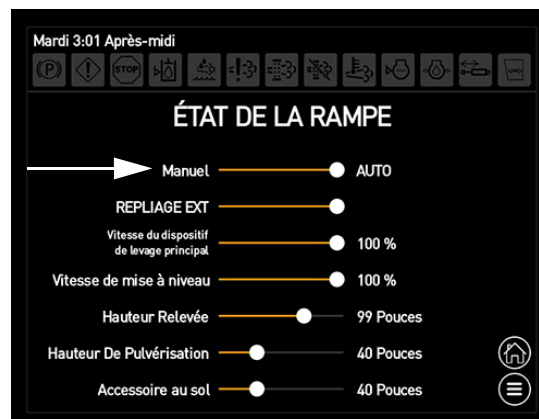 Mardi 3:01 Après-midi
(P) STOP
ÉTAT DE LA RAMPE
Manuel AUTO
REPLIAGE EXT
Vitesse du dispositif
de levage principal 100 %
Vitesse de mise à niveau 100 %
Hauteur Relevée 99 Pouces
Hauteur De Pulvérisation 40 Pouces
Accessoire au sol 40 Pouces